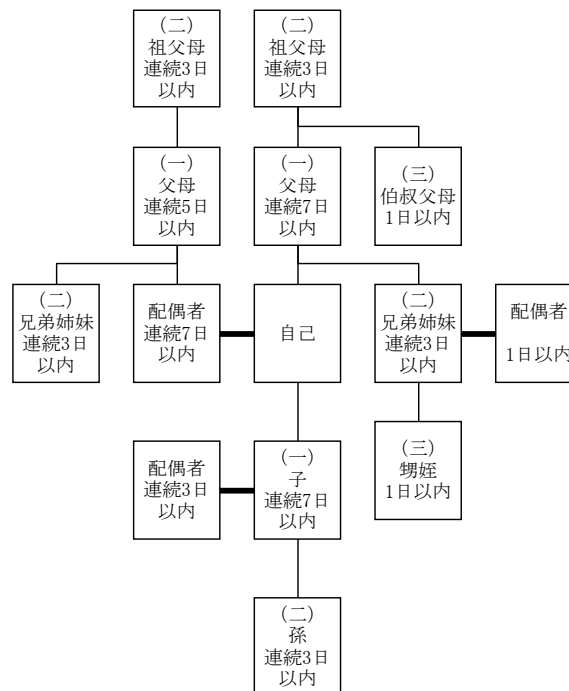 (二)
祖父母
連続3日
以内
(二)
祖父母
連続3日
以内
(一)
父母
連続5日
以内
(一)
父母
連続7日
以内
(三)
伯叔父母
1日以内
(二)
兄弟姉妹
連続3日
以内
配偶者
連続7日
以内
自己
(二)
兄弟姉妹
連続3日
以内
配偶者
1日以内
配偶者
連続3日
以内
(一)
子
連続7日
以内
(三)
甥姪
1日以内
(二)
孫
連続3日
以内